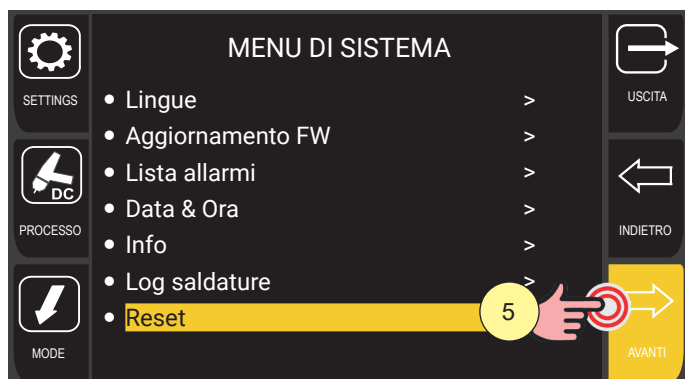 MENU DI SISTEMA
SETTINGS
USCITA
• Lingue >
• Aggiornamento FW >
• Lista allarmi >
• Data & Ora >
• Info >
• Log saldature >
• Reset
5
DC
PROCESSO
INDIETRO
MODE
AVANTI